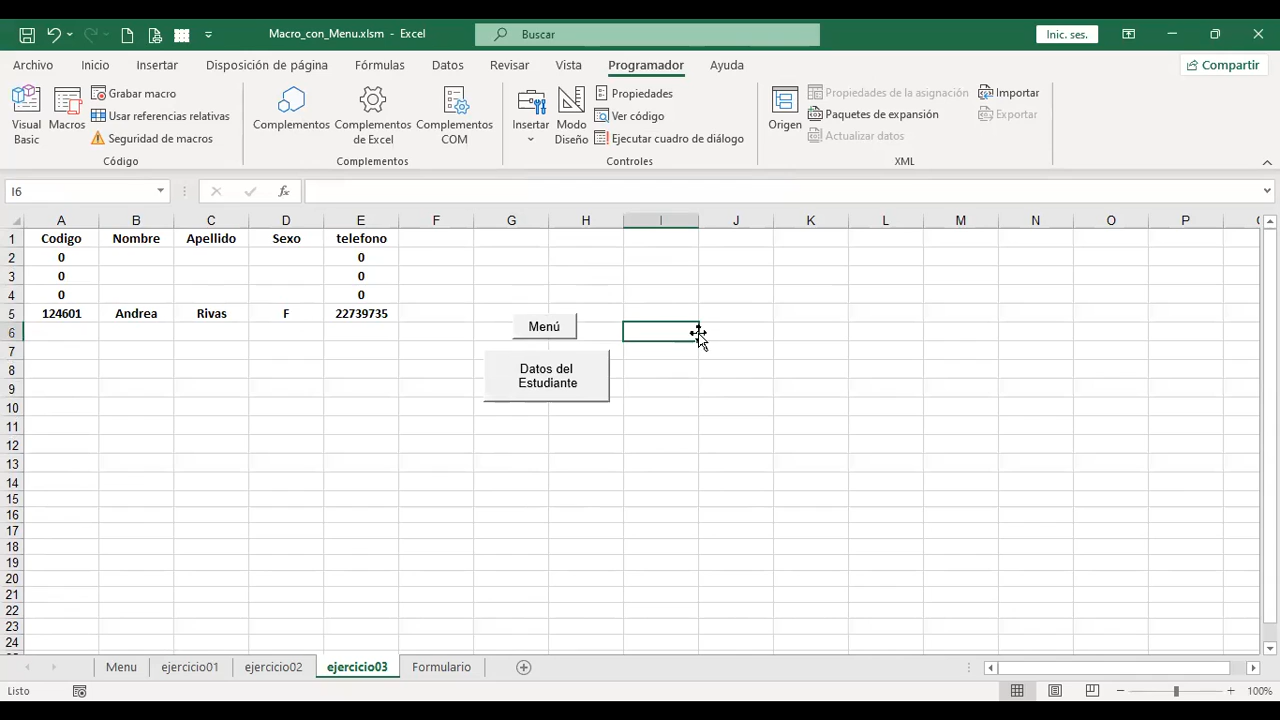 Macro_con_Menu.xlsm - Excel
Buscar
Inic. ses.
Archivo Inicio Insertar Disposición de página Fórmulas Datos Revisar Vista Programador Ayuda Compartir
Visual Basic
Macros
Grabar macro
Usar referencias relativas
Seguridad de macros
Código
Complementos
Complementos de Excel
Complementos COM
Complementos
Insertar
Modo Diseño
Propiedades
Ver código
Ejecutar cuadro de diálogo
Controles
Origen
Propiedades de la asignación
Paquetes de expansión
Actualizar datos
Importar
Exportar
XML
I6
fx
A B C D E F G H I J K L M N O P
1 Codigo Nombre Apellido Sexo telefono
2 0 0
3 0 0
4 0 0
5 124601 Andrea Rivas F 22739735
6
7
8
9
10
11
12
13
14
15
16
17
18
19
20
21
22
23
24
Menú
Datos del
Estudiante
Menu ejercicio01 ejercicio02 ejercicio03 Formulario
Listo
100%